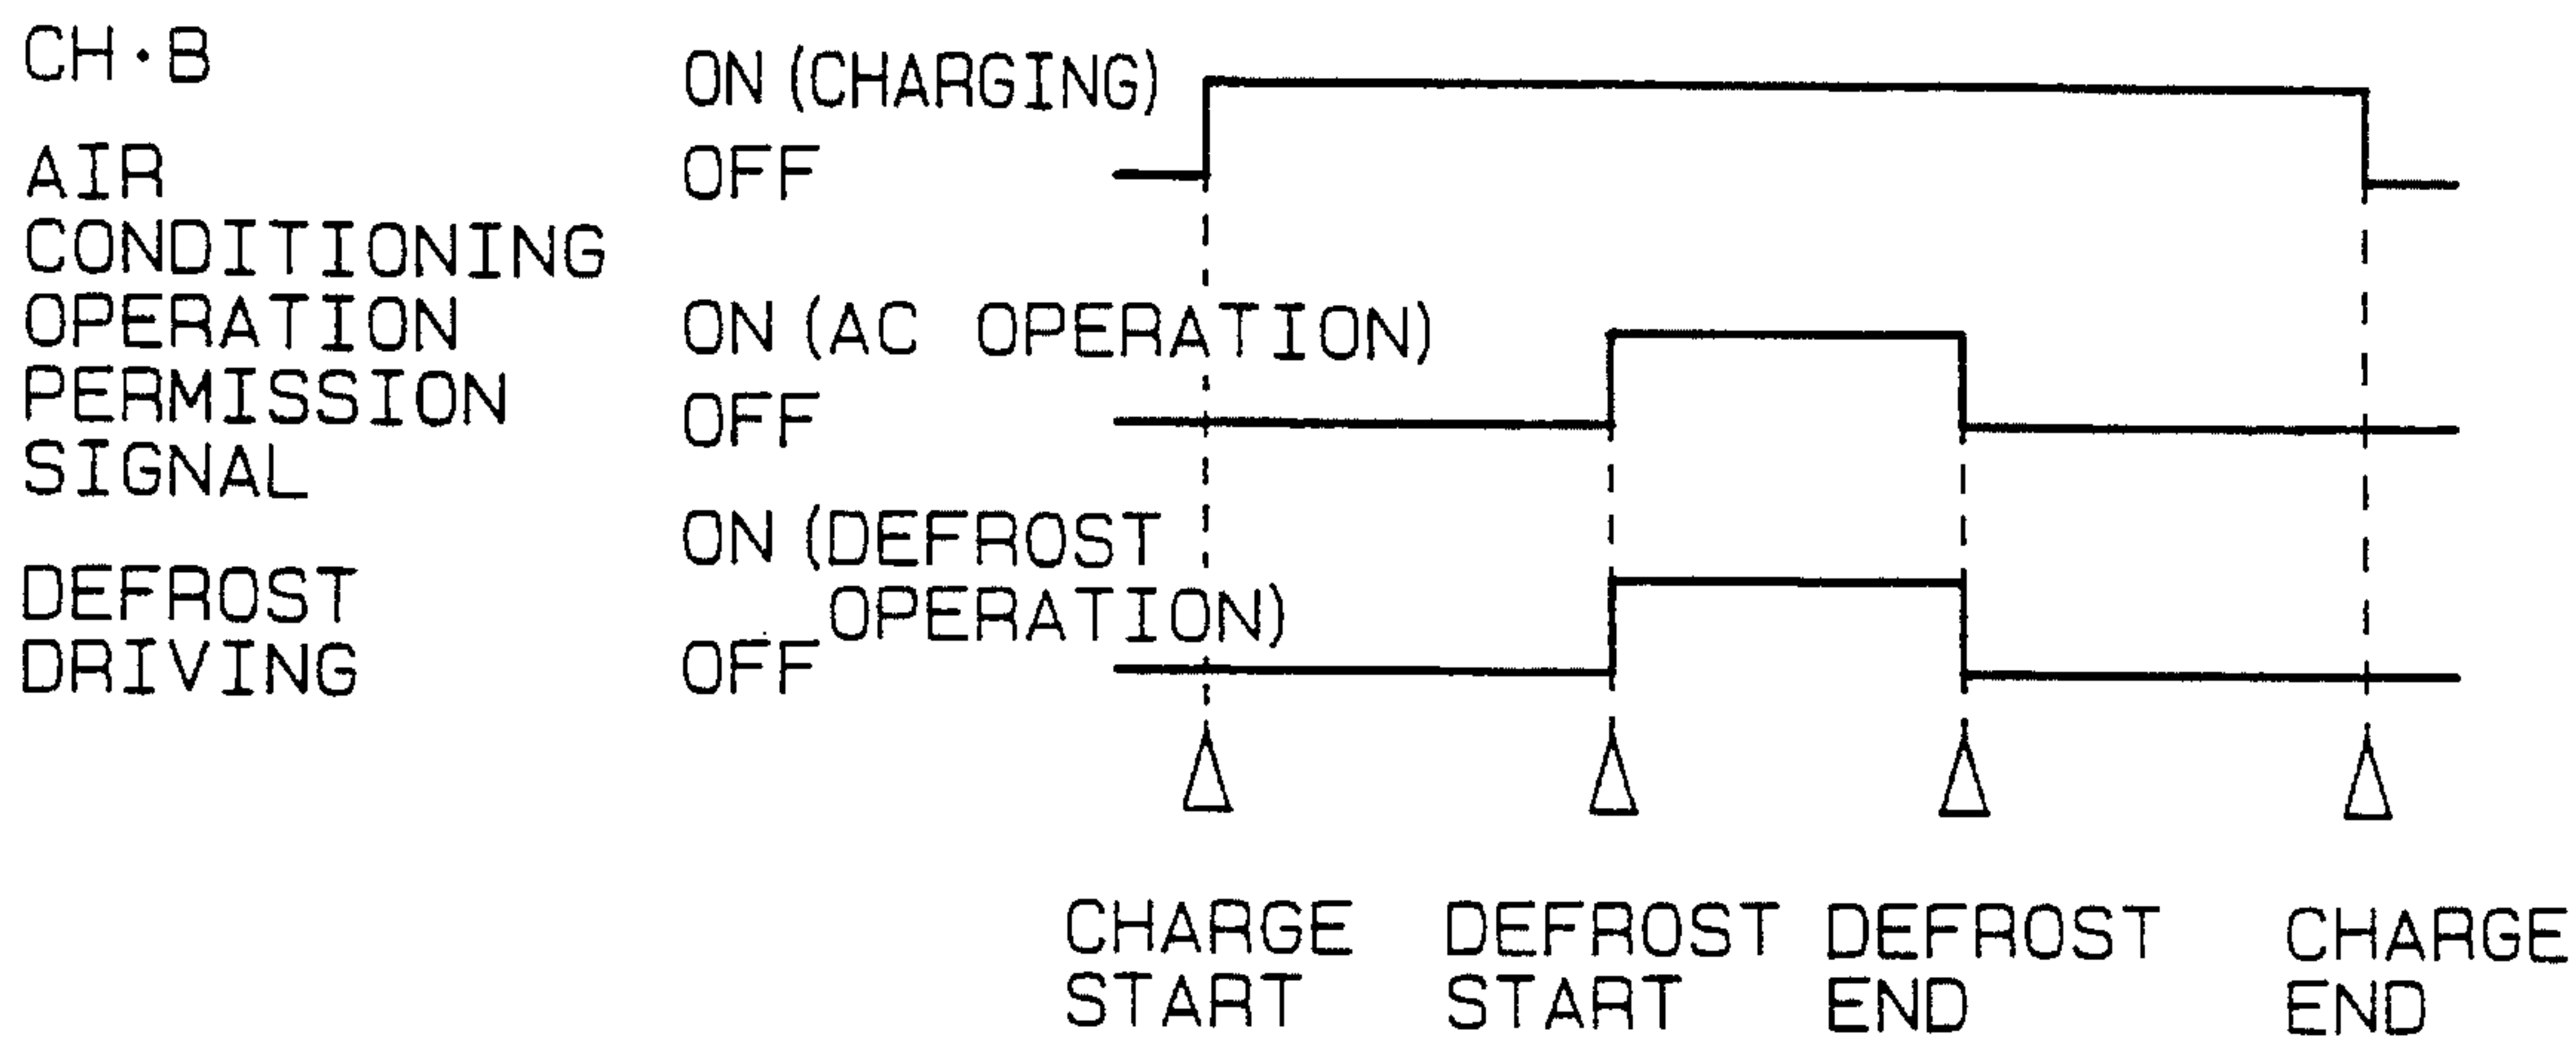 CH·B
ON (CHARGING)
OFF
AIR
CONDITIONING
OPERATION
PERMISSION
SIGNAL
ON (AC OPERATION)
OFF
DEFROST
DRIVING
ON (DEFROST
OPERATION)
OFF
CHARGE
START
DEFROST
START
DEFROST
END
CHARGE
END